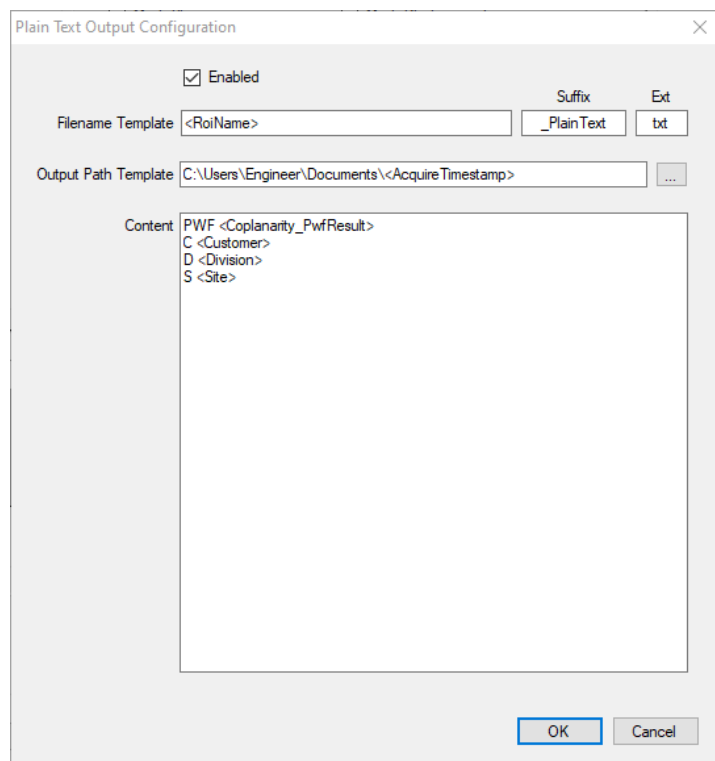 Plain Text Output Configuration
Enabled
Suffix Ext
Filename Template <RoiName> _PlainText txt
Output Path Template C:\Users\Engineer\Documents\<AcquireTimestamp> ...
Content PWF <Coplanarity_PwfResult>
C <Customer>
D <Division>
S <Site>
OK Cancel